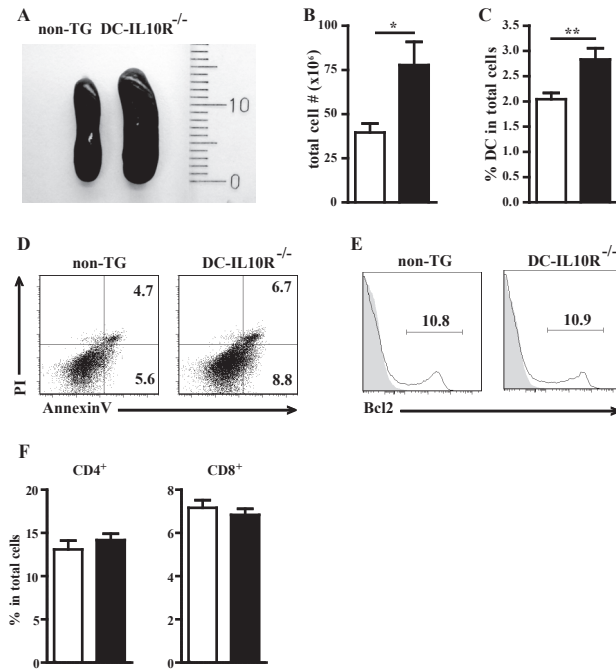 A
non-TG DC-IL10R-/-
10
0
B
*
total cell # (x10⁶)
100
75
50
25
0
C
**
% DC in total cells
3.5
3.0
2.5
2.0
1.5
1.0
0.5
0.0
D
non-TG
DC-IL10R-/-
4.7
5.6
6.7
8.8
PI
AnnexinV
E
non-TG
DC-IL10R-/-
10.8
10.9
Bcl2
F
CD4⁺
CD8⁺
% in total cells
20
15
10
5
0
8
6
4
2
0